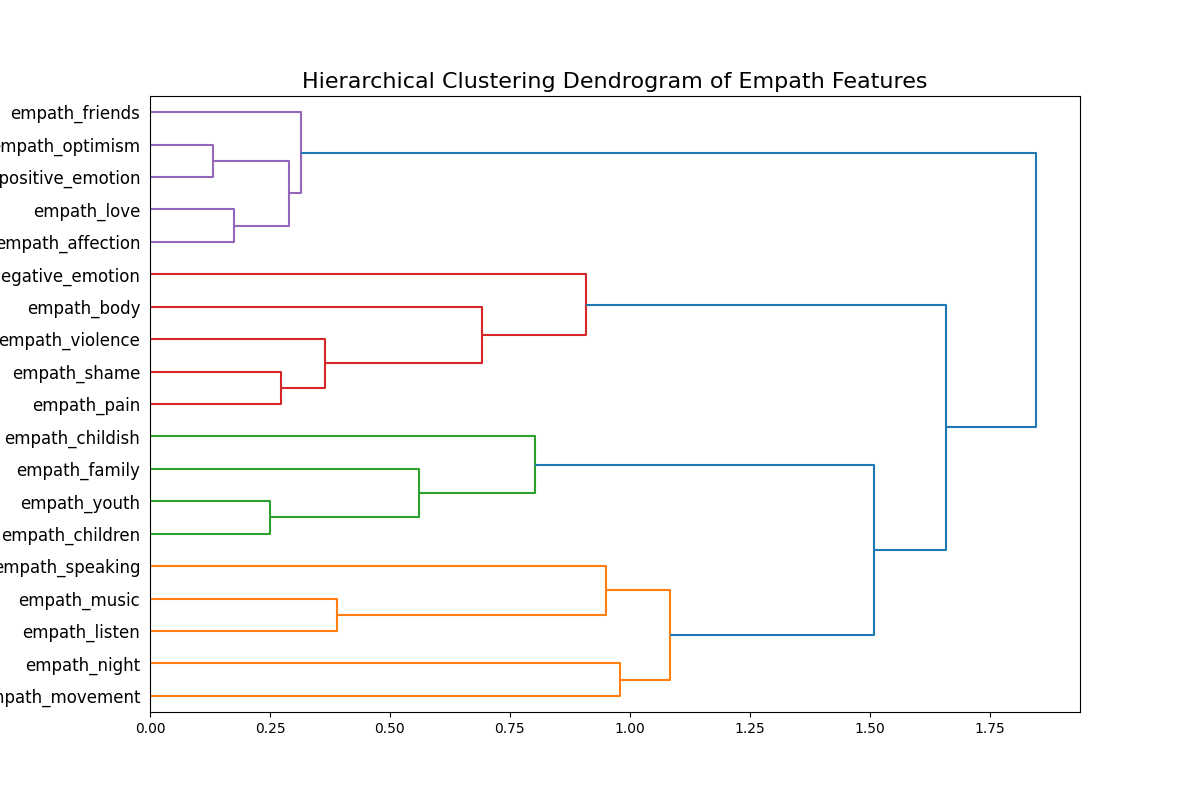 Hierarchical Clustering Dendrogram of Empath Features
empath_friends
mpath_optimism
positive_emotion
empath_love
empath_affection
egative_emotion
empath_body
empath_violence
empath_shame
empath_pain
empath_childish
empath_family
empath_youth
empath_children
empath_speaking
empath_music
empath_listen
empath_night
mpath_movement
0.00 0.25 0.50 0.75 1.00 1.25 1.50 1.75